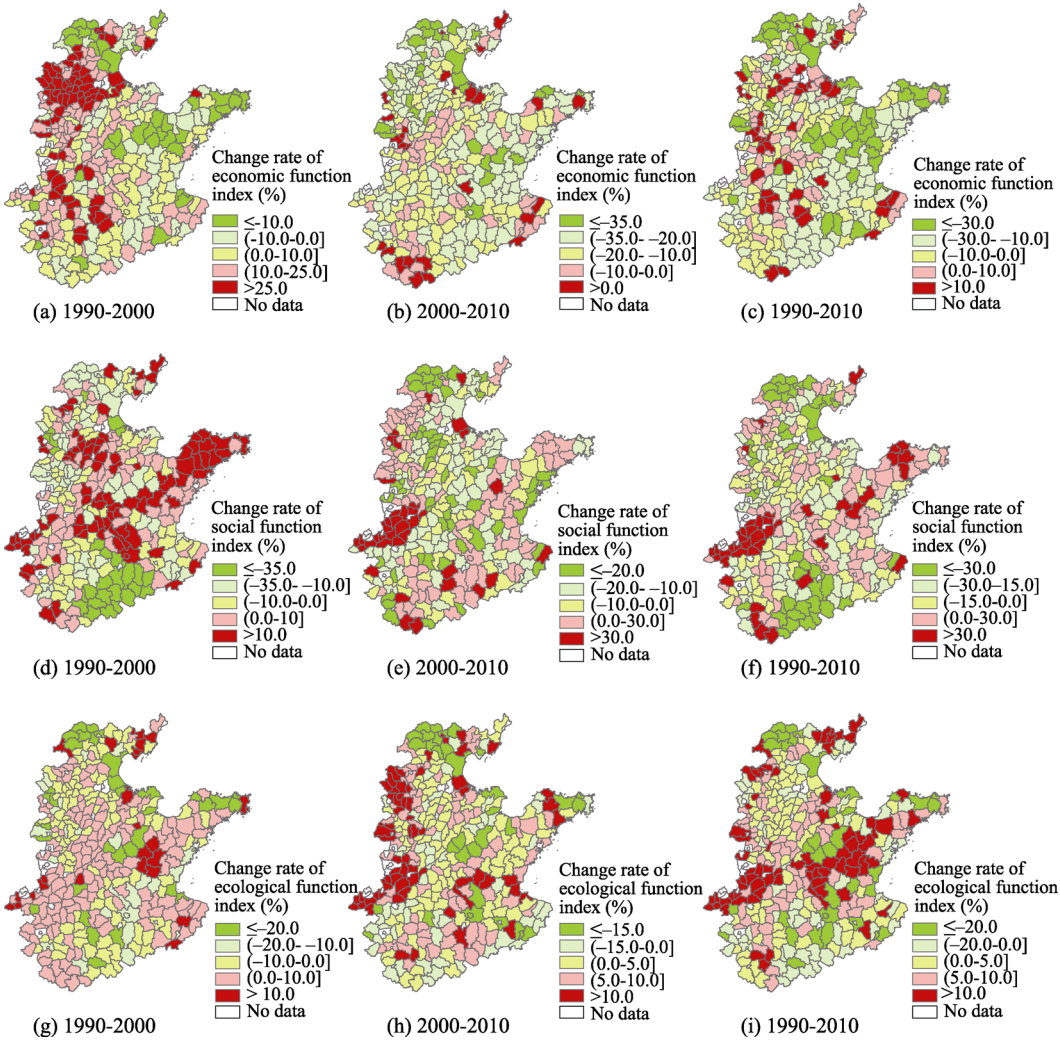 Change rate of
economic function
index (%)
≤-10.0
(-10.0-0.0]
(0.0-10.0]
(10.0-25.0]
>25.0
No data
(a) 1990-2000
Change rate of
economic function
index (%)
≤-35.0
(-35.0- -20.0]
(-20.0- -10.0]
(-10.0-0.0]
>0.0
No data
(b) 2000-2010
Change rate of
economic function
index (%)
≤-30.0
(-30.0- -10.0]
(-10.0-0.0]
(0.0-10.0]
>10.0
No data
(c) 1990-2010
Change rate of
social function
index (%)
≤-35.0
(-35.0- -10.0]
(-10.0-0.0]
(0.0-10]
>10.0
No data
(d) 1990-2000
Change rate of
social function
index (%)
≤-20.0
(-20.0- -10.0]
(-10.0-0.0]
(0.0-30.0]
>30.0
No data
(e) 2000-2010
Change rate of
social function
index (%)
≤-30.0
(-30.0-15.0]
(-15.0-0.0]
(0.0-30.0]
>30.0
No data
(f) 1990-2010
Change rate of
ecological function
index (%)
≤-20.0
(-20.0- -10.0]
(-10.0-0.0]
(0.0-10.0]
> 10.0
No data
(g) 1990-2000
Change rate of
ecological function
index (%)
≤-15.0
(-15.0-0.0]
(0.0-5.0]
(5.0-10.0]
>10.0
No data
(h) 2000-2010
Change rate of
ecological function
index (%)
≤-20.0
(-20.0-0.0]
(0.0-5.0]
(5.0-10.0]
>10.0
No data
(i) 1990-2010